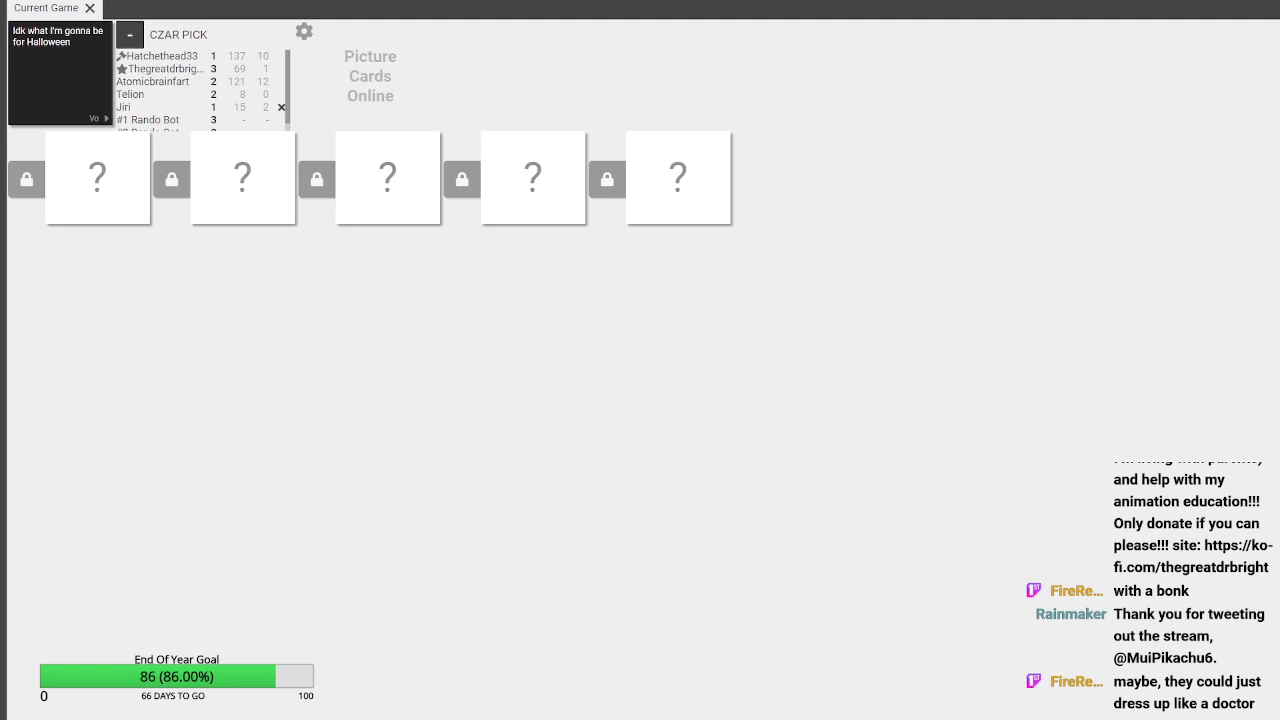 Current Game
Idk what I'm gonna be
for Halloween
Vo
-
CZAR PICK
Hatchethead33 1 137 10
Thegreatdrbrig... 3 69 1
Atomicbrainfart 2 121 12
Telion 2 8 0
Jiri 1 15 2
#1 Rando Bot 3 - -
Picture
Cards
Online
? ? ? ? ?
and help with my
animation education!!!
Only donate if you can
please!!! site: https://ko-
fi.com/thegreatdrbright
FireRe... with a bonk
Rainmaker Thank you for tweeting
out the stream,
@MuiPikachu6.
FireRe... maybe, they could just
dress up like a doctor
End Of Year Goal
86 (86.00%)
0 66 DAYS TO GO 100